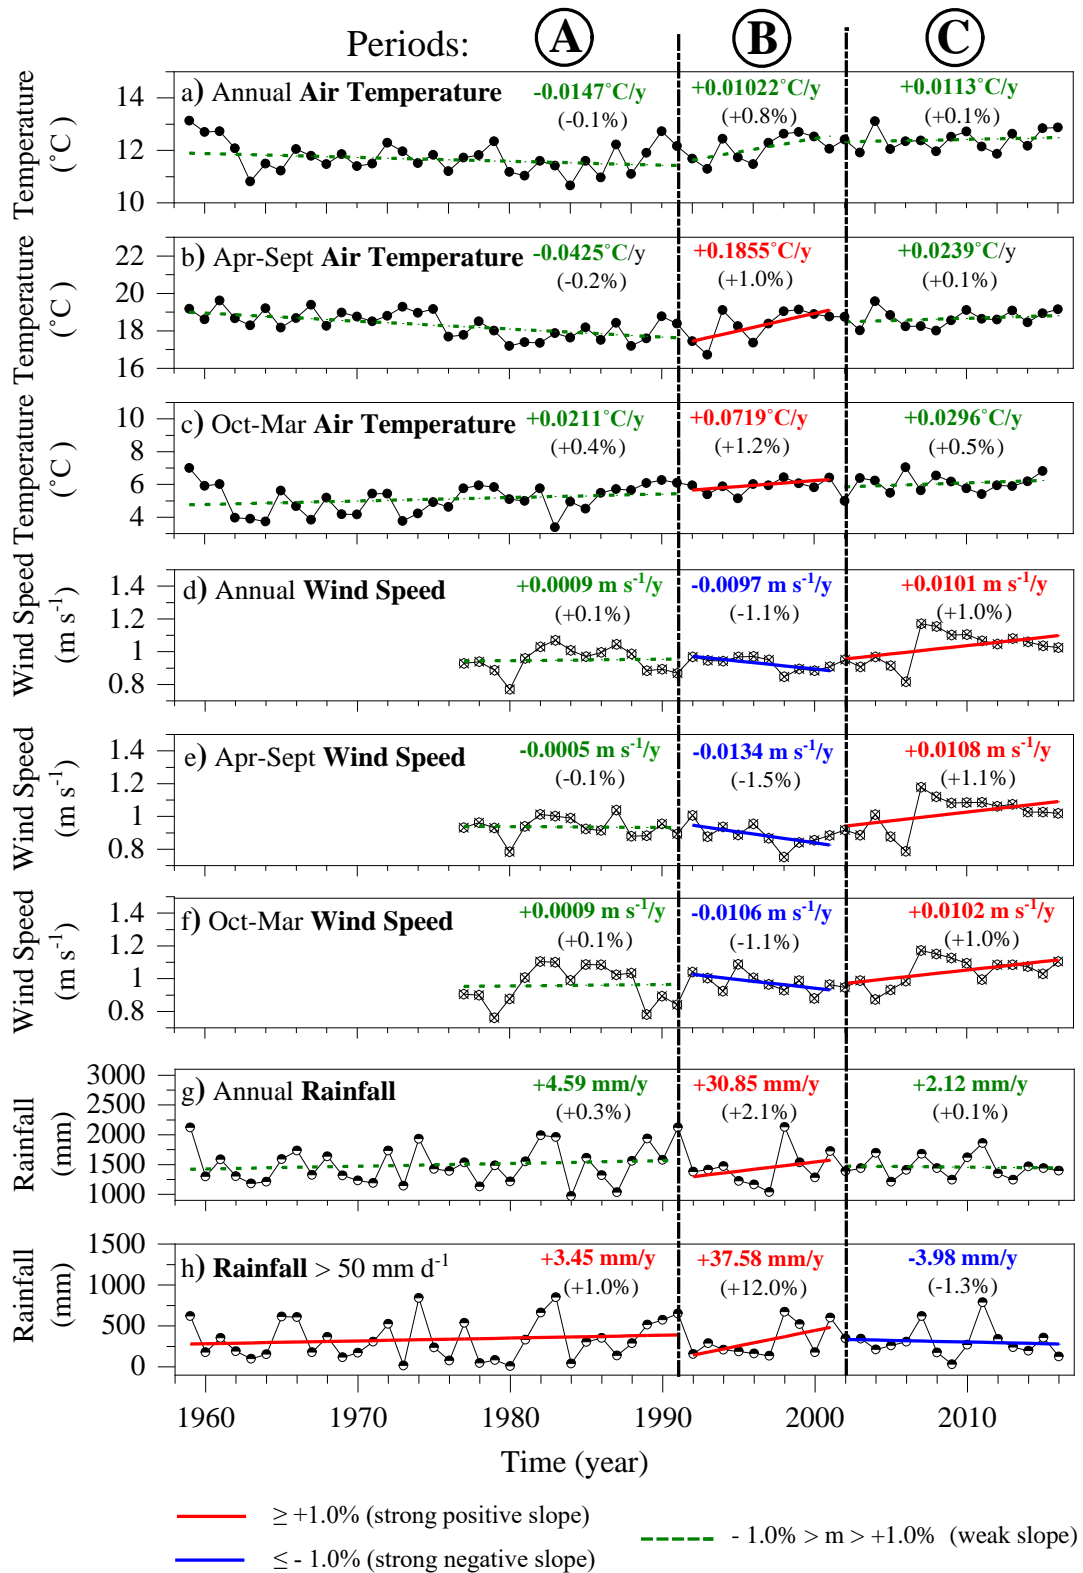 Periods: A B C
a) Annual Air Temperature
-0.0147°C/y
(-0.1%)
+0.01022°C/y
(+0.8%)
+0.0113°C/y
(+0.1%)
Temperature
(°C)
14
12
10
b) Apr-Sept Air Temperature
-0.0425°C/y
(-0.2%)
+0.1855°C/y
(+1.0%)
+0.0239°C/y
(+0.1%)
Temperature
(°C)
22
20
18
16
c) Oct-Mar Air Temperature
+0.0211°C/y
(+0.4%)
+0.0719°C/y
(+1.2%)
+0.0296°C/y
(+0.5%)
Temperature
(°C)
10
8
6
4
d) Annual Wind Speed
+0.0009 m s⁻¹/y
(+0.1%)
-0.0097 m s⁻¹/y
(-1.1%)
+0.0101 m s⁻¹/y
(+1.0%)
Wind Speed
(m s⁻¹)
1.4
1.2
1
0.8
e) Apr-Sept Wind Speed
-0.0005 m s⁻¹/y
(-0.1%)
-0.0134 m s⁻¹/y
(-1.5%)
+0.0108 m s⁻¹/y
(+1.1%)
Wind Speed
(m s⁻¹)
1.4
1.2
1
0.8
f) Oct-Mar Wind Speed
+0.0009 m s⁻¹/y
(+0.1%)
-0.0106 m s⁻¹/y
(-1.1%)
+0.0102 m s⁻¹/y
(+1.0%)
Wind Speed
(m s⁻¹)
1.4
1.2
1
0.8
g) Annual Rainfall
+4.59 mm/y
(+0.3%)
+30.85 mm/y
(+2.1%)
+2.12 mm/y
(+0.1%)
Rainfall
(mm)
3000
2500
2000
1500
1000
h) Rainfall > 50 mm d⁻¹
+3.45 mm/y
(+1.0%)
+37.58 mm/y
(+12.0%)
-3.98 mm/y
(-1.3%)
Rainfall
(mm)
1500
1000
500
0
1960 1970 1980 1990 2000 2010
Time (year)
≥ +1.0% (strong positive slope)
≤ - 1.0% (strong negative slope)
- 1.0% > m > +1.0% (weak slope)